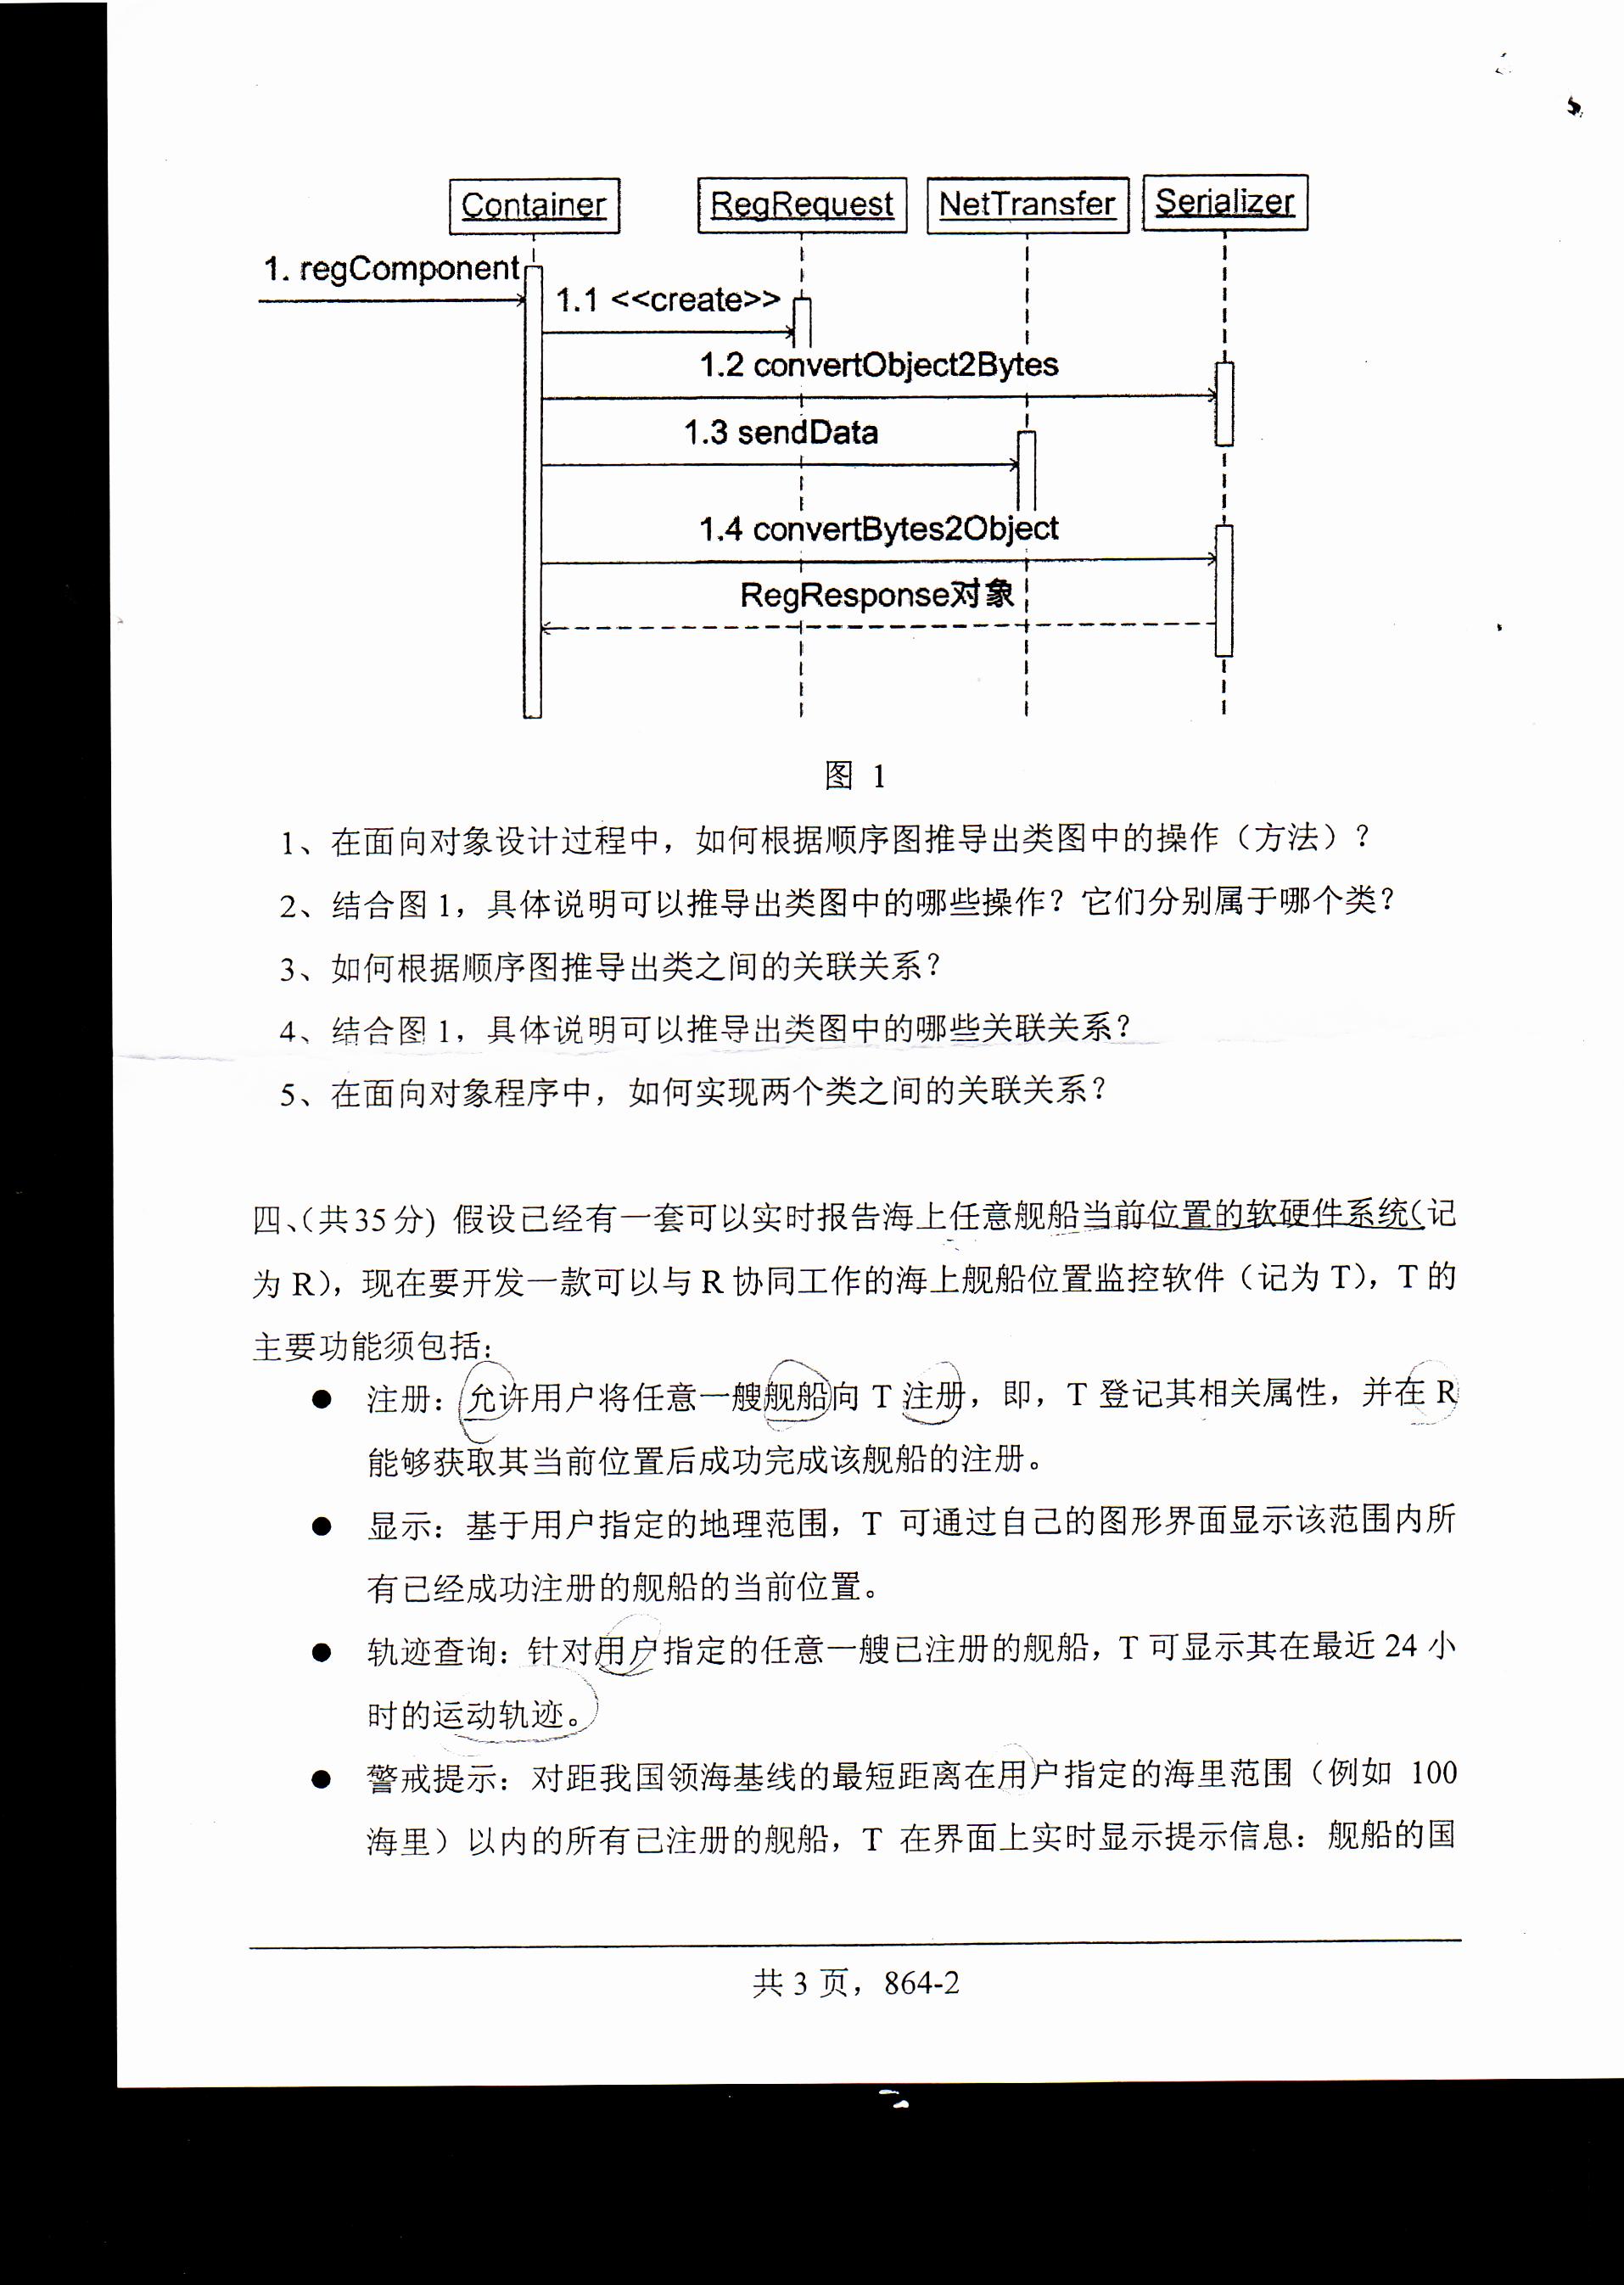 Container RegRequest NetTransfer Serializer
1. regComponent
1.1 <<create>>
1.2 convertObject2Bytes
1.3 sendData
1.4 convertBytes2Object
RegResponse对象
图 1
1、在面向对象设计过程中，如何根据顺序图推导出类图中的操作（方法）？
2、结合图 1，具体说明可以推导出类图中的哪些操作？它们分别属于哪个类？
3、如何根据顺序图推导出类之间的关联关系？
4、结合图 1，具体说明可以推导出类图中的哪些关联关系？
5、在面向对象程序中，如何实现两个类之间的关联关系？
四、（共35分) 假设已经有一套可以实时报告海上任意舰船当前位置的软硬件系统(记
为 R)，现在要开发一款可以与 R 协同工作的海上舰船位置监控软件（记为 T)，T 的
主要功能须包括：
● 注册：允许用户将任意一艘舰船向 T 注册，即，T 登记其相关属性，并在 R
能够获取其当前位置后成功完成该舰船的注册。
● 显示：基于用户指定的地理范围，T 可通过自己的图形界面显示该范围内所
有已经成功注册的舰船的当前位置。
● 轨迹查询：针对用户指定的任意一艘已注册的舰船，T 可显示其在最近 24 小
时的运动轨迹。
● 警戒提示：对距我国领海基线的最短距离在用户指定的海里范围（例如 100
海里）以内的所有已注册的舰船，T 在界面上实时显示提示信息：舰船的国
共 3 页，864-2